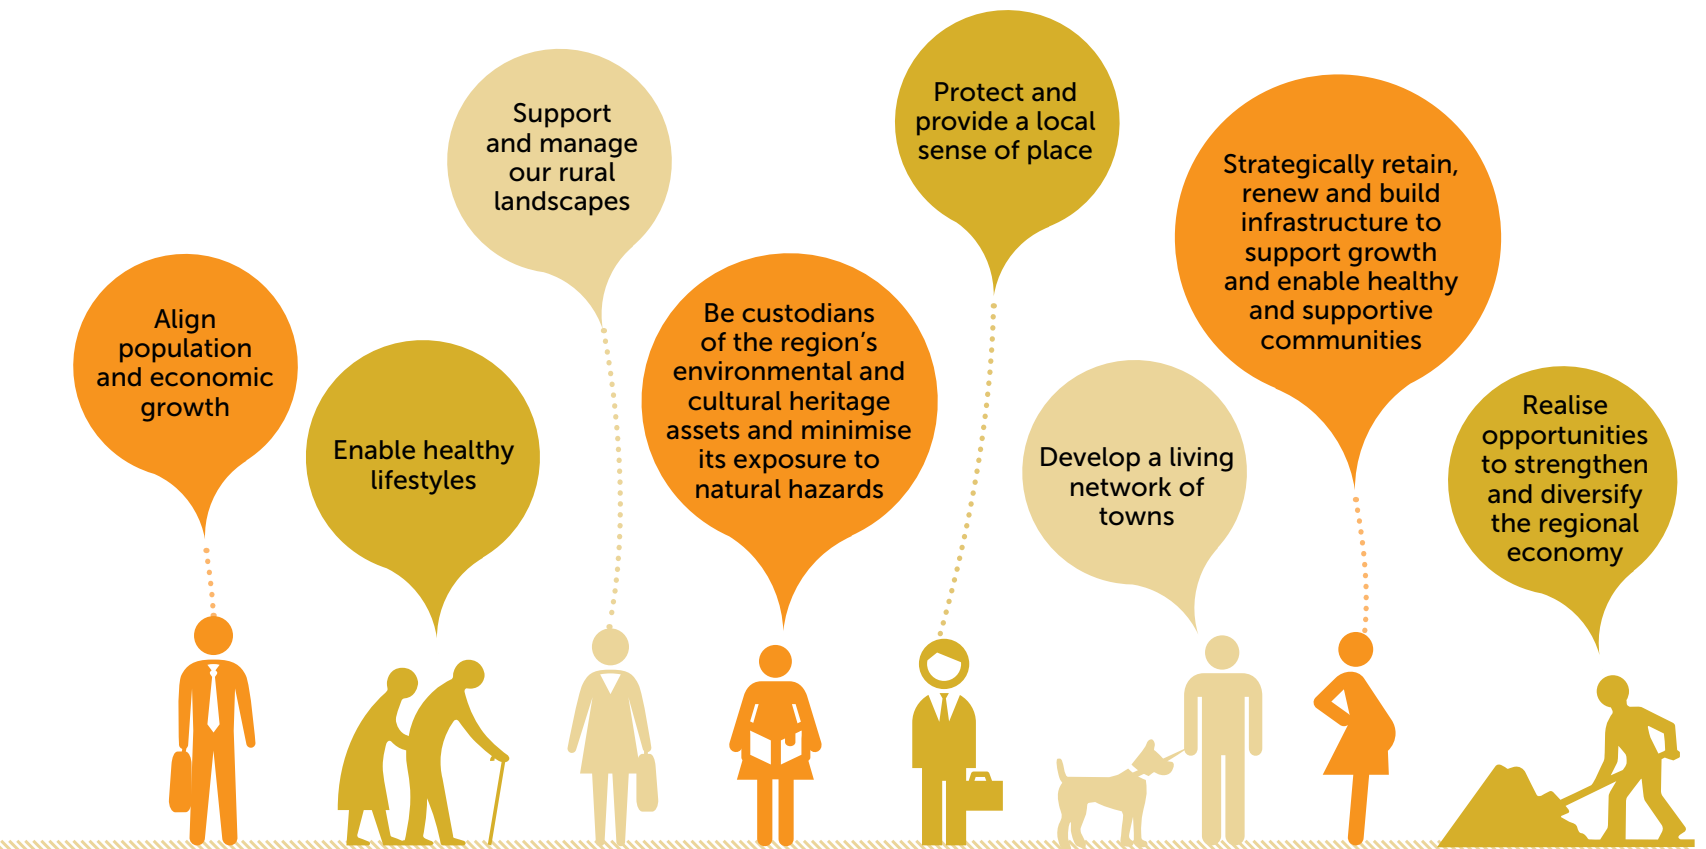 Align
population
and economic
growth
Enable healthy
lifestyles
Support
and manage
our rural
landscapes
Be custodians
of the region’s
environmental and
cultural heritage
assets and minimise
its exposure to
natural hazards
Protect and
provide a local
sense of place
Develop a living
network of
towns
Strategically retain,
renew and build
infrastructure to
support growth
and enable healthy
and supportive
communities
Realise
opportunities
to strengthen
and diversify
the regional
economy